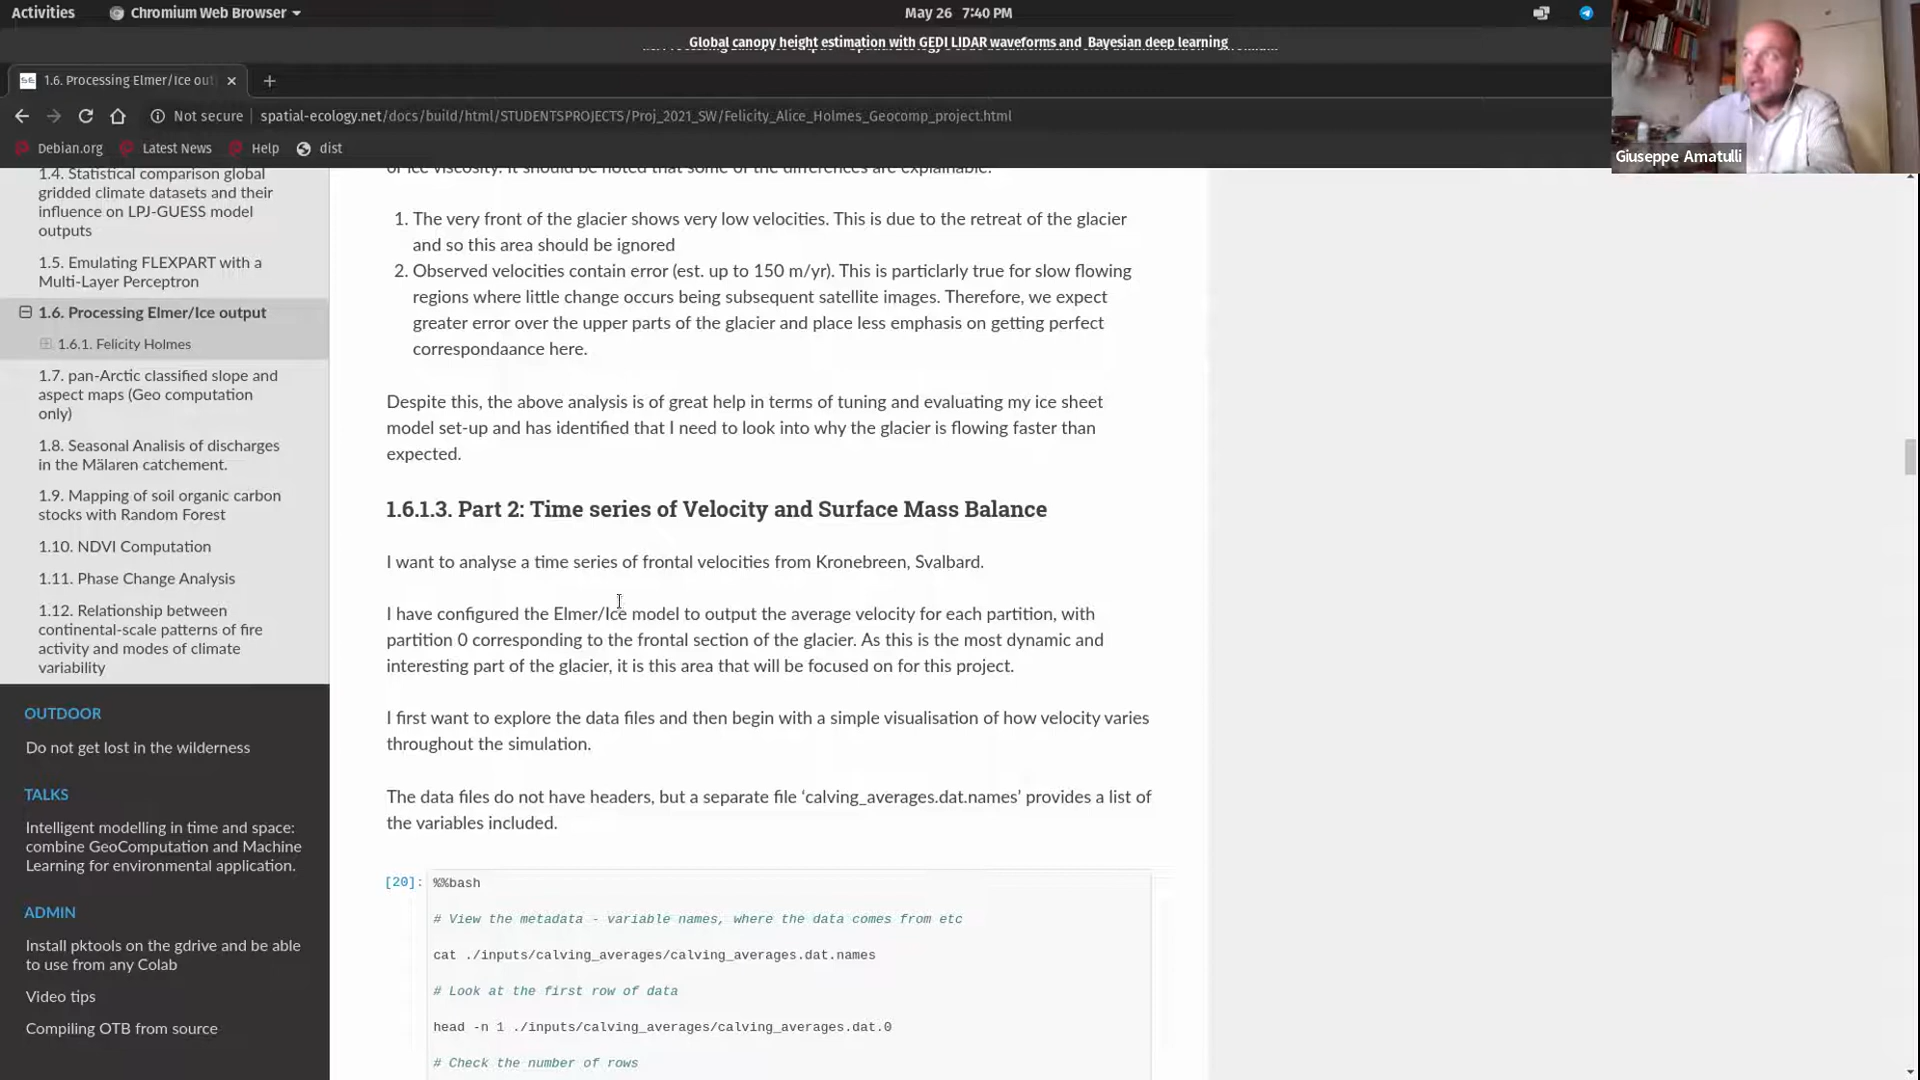 Activities
Chromium Web Browser
May 26 7:40 PM
Global canopy height estimation with GEDI LIDAR waveforms and Bayesian deep learning
1.6. Processing Elmer/Ice out
Not secure
spatial-ecology.net/docs/build/html/STUDENTSPROJECTS/Proj_2021_SW/Felicity_Alice_Holmes_Geocomp_project.html
Debian.org
Latest News
Help
dist
Giuseppe Amatulli
1.4. Statistical comparison global
gridded climate datasets and their
influence on LPJ-GUESS model
outputs
1.5. Emulating FLEXPART with a
Multi-Layer Perceptron
1.6. Processing Elmer/Ice output
1.6.1. Felicity Holmes
1.7. pan-Arctic classified slope and
aspect maps (Geo computation
only)
1.8. Seasonal Analisis of discharges
in the Mälaren catchement.
1.9. Mapping of soil organic carbon
stocks with Random Forest
1.10. NDVI Computation
1.11. Phase Change Analysis
1.12. Relationship between
continental-scale patterns of fire
activity and modes of climate
variability
OUTDOOR
Do not get lost in the wilderness
TALKS
Intelligent modelling in time and space:
combine GeoComputation and Machine
Learning for environmental application.
ADMIN
Install pktools on the gdrive and be able
to use from any Colab
Video tips
Compiling OTB from source
of ice viscosity. It should be noted that some of the differences are explainable:
1. The very front of the glacier shows very low velocities. This is due to the retreat of the glacier
and so this area should be ignored
2. Observed velocities contain error (est. up to 150 m/yr). This is particlarly true for slow flowing
regions where little change occurs being subsequent satellite images. Therefore, we expect
greater error over the upper parts of the glacier and place less emphasis on getting perfect
correspondaance here.
Despite this, the above analysis is of great help in terms of tuning and evaluating my ice sheet
model set-up and has identified that I need to look into why the glacier is flowing faster than
expected.
1.6.1.3. Part 2: Time series of Velocity and Surface Mass Balance
I want to analyse a time series of frontal velocities from Kronebreen, Svalbard.
I have configured the Elmer/Ice model to output the average velocity for each partition, with
partition 0 corresponding to the frontal section of the glacier. As this is the most dynamic and
interesting part of the glacier, it is this area that will be focused on for this project.
I first want to explore the data files and then begin with a simple visualisation of how velocity varies
throughout the simulation.
The data files do not have headers, but a separate file ‘calving_averages.dat.names’ provides a list of
the variables included.
[20]: %%bash
# View the metadata - variable names, where the data comes from etc
cat ./inputs/calving_averages/calving_averages.dat.names
# Look at the first row of data
head -n 1 ./inputs/calving_averages/calving_averages.dat.0
# Check the number of rows